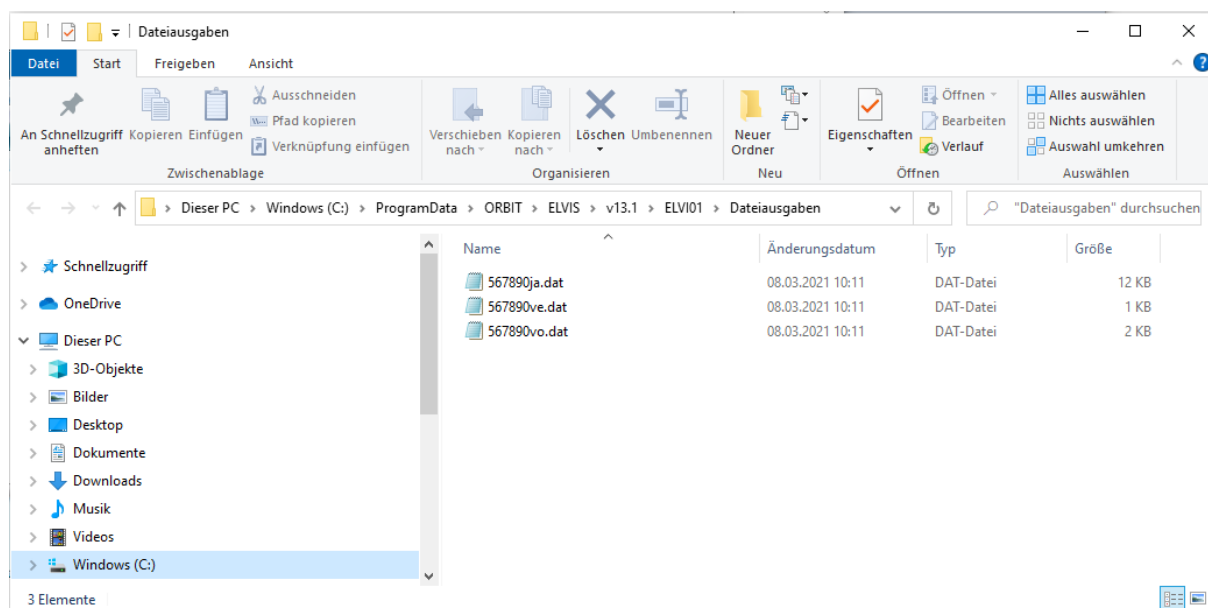 Dateiausgaben
Datei Start Freigeben Ansicht
An Schnellzugriff anheften
Kopieren
Einfügen
Ausschneiden
Pfad kopieren
Verknüpfung einfügen
Zwischenablage
Verschieben nach
Kopieren nach
Löschen
Umbenennen
Organisieren
Neuer Ordner
Neu
Eigenschaften
Öffnen
Bearbeiten
Verlauf
Öffnen
Alles auswählen
Nichts auswählen
Auswahl umkehren
Auswählen
Dieser PC > Windows (C:) > ProgramData > ORBIT > ELVIS > v13.1 > ELVI01 > Dateiausgaben
"Dateiausgaben" durchsuchen
Schnellzugriff
OneDrive
Dieser PC
3D-Objekte
Bilder
Desktop
Dokumente
Downloads
Musik
Videos
Windows (C:)
Name Änderungsdatum Typ Größe
567890ja.dat 08.03.2021 10:11 DAT-Datei 12 KB
567890ve.dat 08.03.2021 10:11 DAT-Datei 1 KB
567890vo.dat 08.03.2021 10:11 DAT-Datei 2 KB
3 Elemente